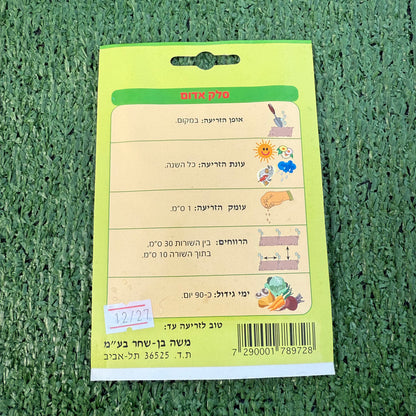 סלק אדום
אופן הזריעה: במקום.
עונת הזריעה: כל השנה.
עומק הזריעה: 1 ס"מ.
הרווחים: בין השורות 30 ס"מ.
בתוך השורה 10 ס"מ.
ימי גידול: כ-90 יום.
12/27
טוב לזריעה עד:
משה בן-שחר בע"מ
ת.ד. 36525 תל-אביב
7 290001 789728